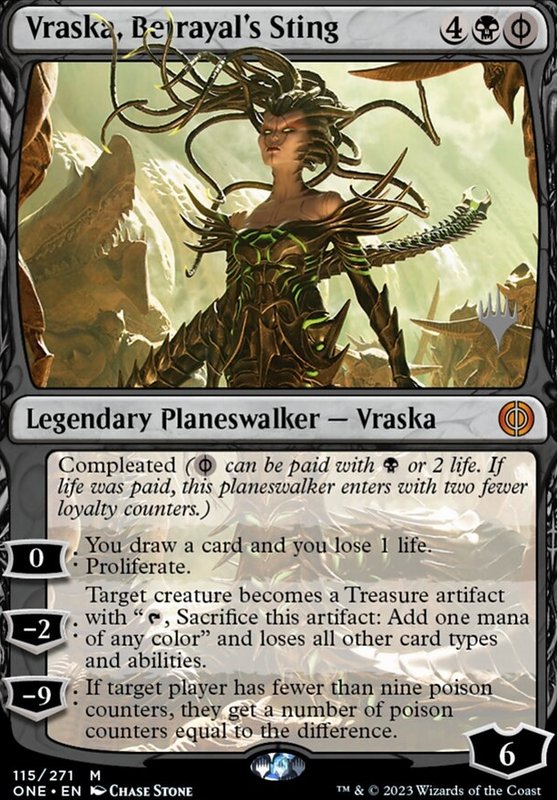 Vraska, Betrayal's Sting 4
Legendary Planeswalker — Vraska
Compleated ( can be paid with or 2 life. If
life was paid, this planeswalker enters with two fewer
loyalty counters.)
0 : You draw a card and you lose 1 life.
Proliferate.
Target creature becomes a Treasure artifact
with “ , Sacrifice this artifact: Add one mana
−2 : of any color” and loses all other card types
and abilities.
−9 : If target player has fewer than nine poison
counters, they get a number of poison
counters equal to the difference.
6
115/271 M
ONE • EN Chase Stone ™ & © 2023 Wizards of the Coast